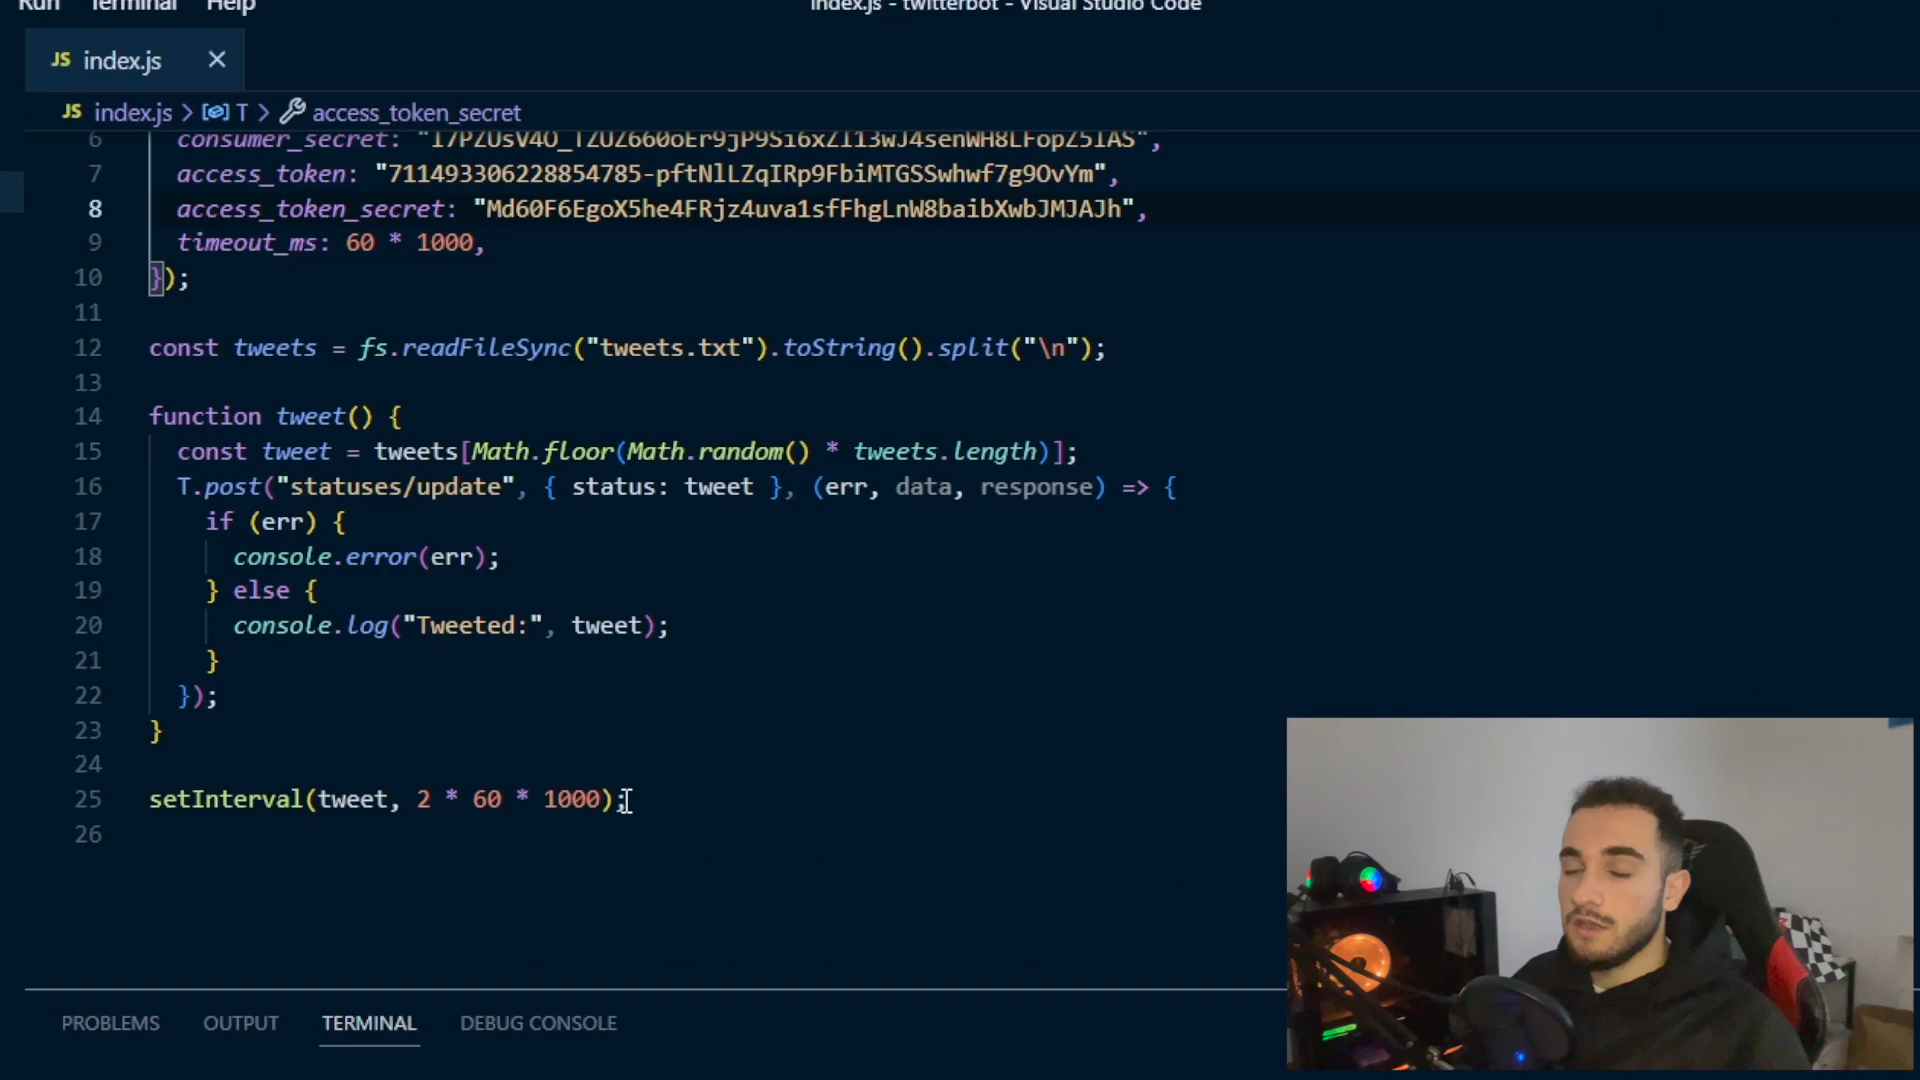 Run Terminal Help
index.js - twitterbot - Visual Studio Code
JS index.js
JS index.js > T > access_token_secret
6 consumer_secret:
7 access_token: "711493306228854785-pftNlLZqIRp9FbiMTGSSwhwf7g9OvYm",
8 access_token_secret: "Md60F6EgoX5he4FRjz4uva1sfFhgLnW8baibXwbJMJAJh",
9 timeout_ms: 60 * 1000,
10 });
11
12 const tweets = fs.readFileSync("tweets.txt").toString().split("\n");
13
14 function tweet() {
15 const tweet = tweets[Math.floor(Math.random() * tweets.length)];
16 T.post("statuses/update", { status: tweet }, (err, data, response) => {
17 if (err) {
18 console.error(err);
19 } else {
20 console.log("Tweeted:", tweet);
21 }
22 });
23 }
24
25 setInterval(tweet, 2 * 60 * 1000);
26
PROBLEMS OUTPUT TERMINAL DEBUG CONSOLE